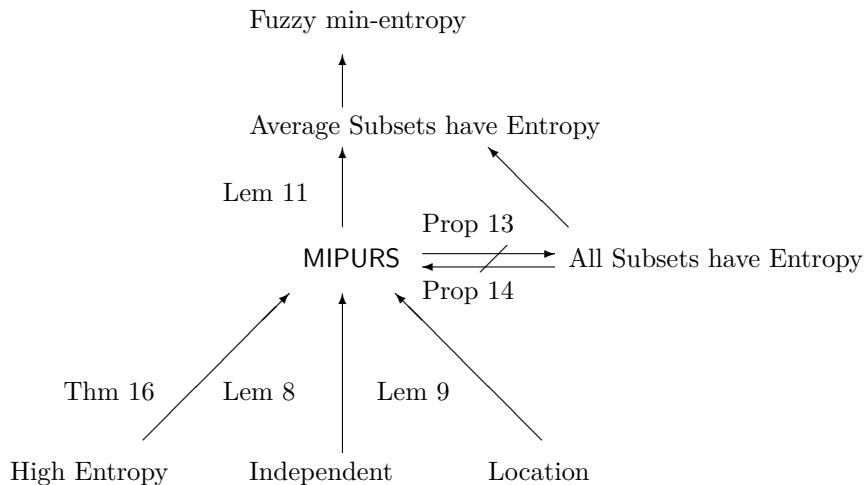 Fuzzy min-entropy
Average Subsets have Entropy
Lem 11
Prop 13
MIPURS
All Subsets have Entropy
Prop 14
Thm 16
Lem 8
Lem 9
High Entropy
Independent
Location